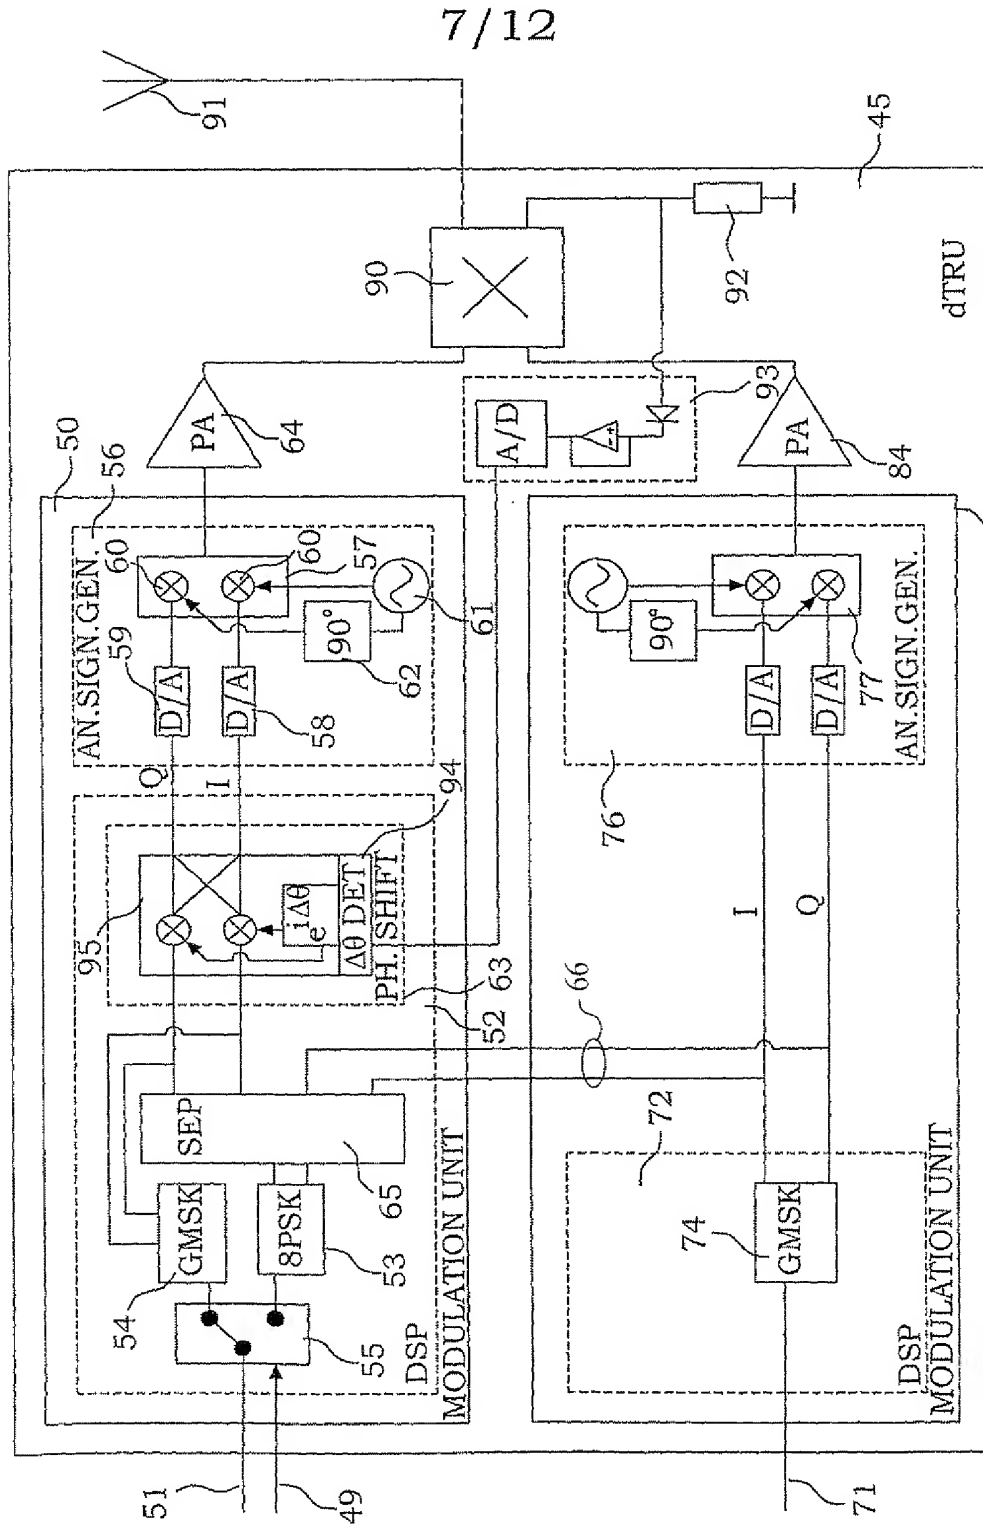 7/12
91
45
90
92
dTRU
50
56
PA
64
93
A/D
- +
PA
84
AN.SIGN.GEN.
60
60
57
59
D/A
D/A
58
90°
62
61
Q
I
94
95
e^iΔθ
Δθ DET
PH. SHIFT
63
52
SEP
65
GMSK
54
8PSK
53
55
DSP
MODULATION UNIT
51
49
66
90°
D/A
D/A
77
AN.SIGN.GEN.
76
I
Q
72
74
GMSK
DSP
MODULATION UNIT
71